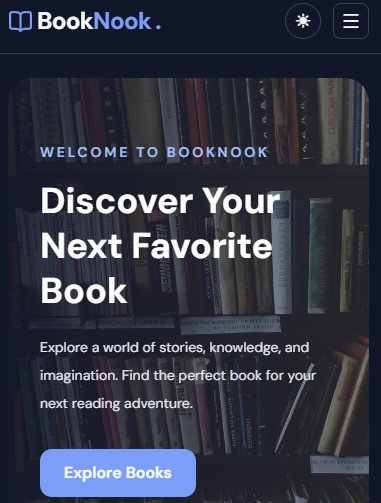 BookNook.
WELCOME TO BOOKNOOK
Discover Your
Next Favorite
Book
Explore a world of stories, knowledge, and
imagination. Find the perfect book for your
next reading adventure.
Explore Books